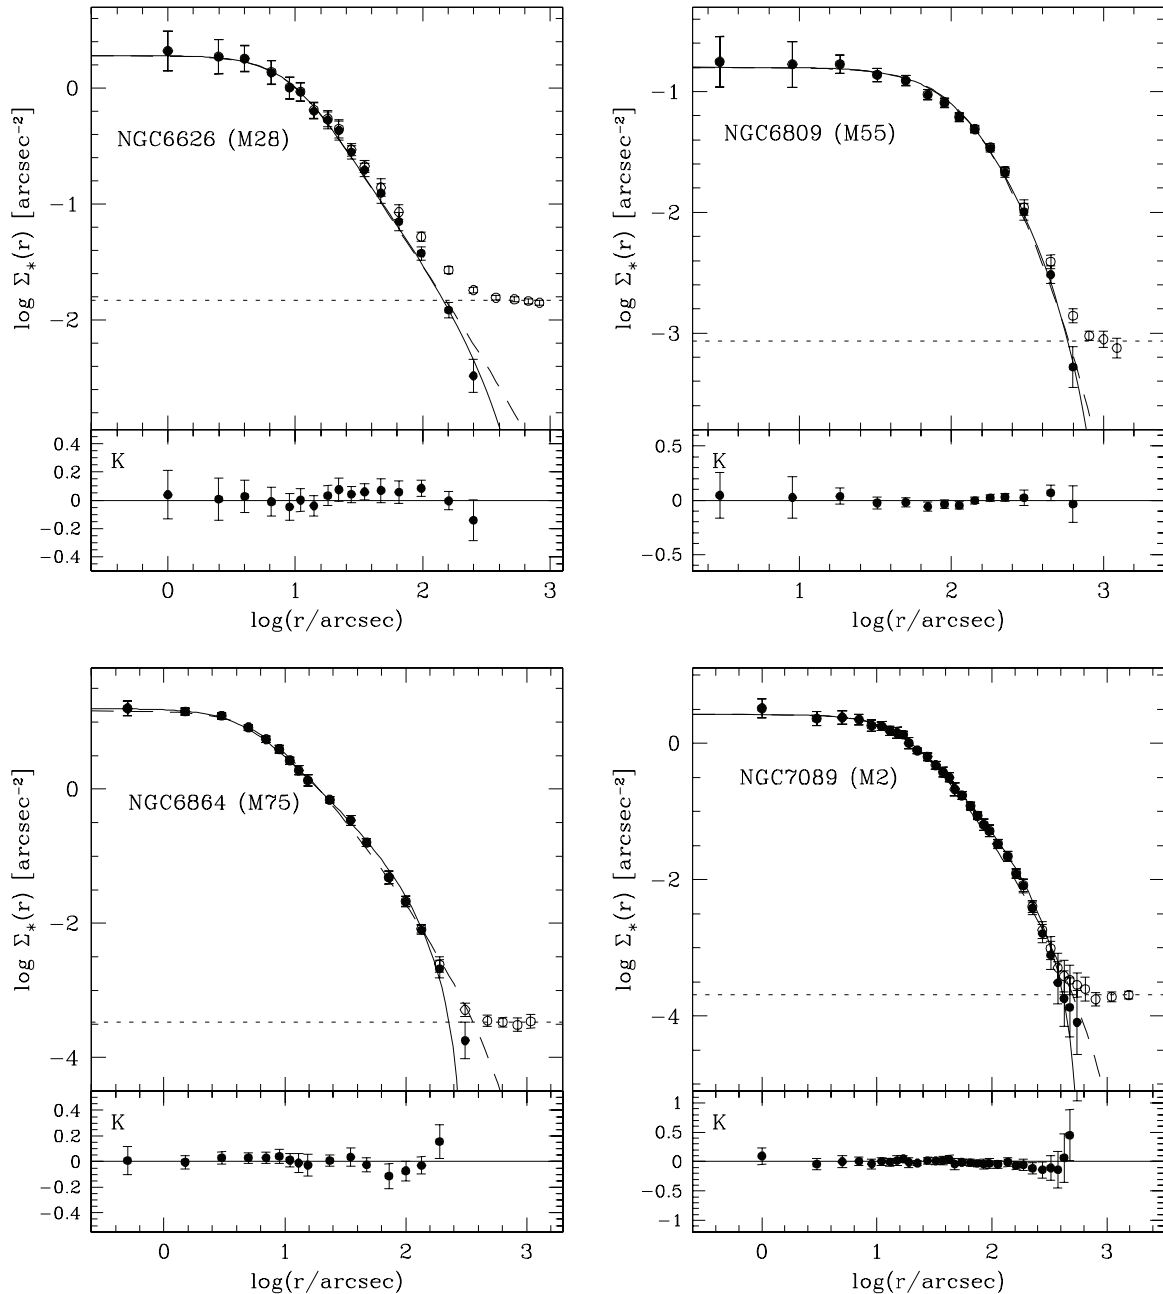 0
−1
−2
log Σ*(r) [arcsec⁻²]
NGC6626 (M28)
0.4
0.2
0
−0.2
−0.4
K
0 1 2 3
log(r/arcsec)
−1
−2
−3
log Σ*(r) [arcsec⁻²]
NGC6809 (M55)
0.5
0
−0.5
K
1 2 3
log(r/arcsec)
0
−2
−4
log Σ*(r) [arcsec⁻²]
NGC6864 (M75)
0.4
0.2
0
−0.2
−0.4
K
0 1 2 3
log(r/arcsec)
0
−2
−4
log Σ*(r) [arcsec⁻²]
NGC7089 (M2)
1
0.5
0
−0.5
−1
K
0 1 2 3
log(r/arcsec)